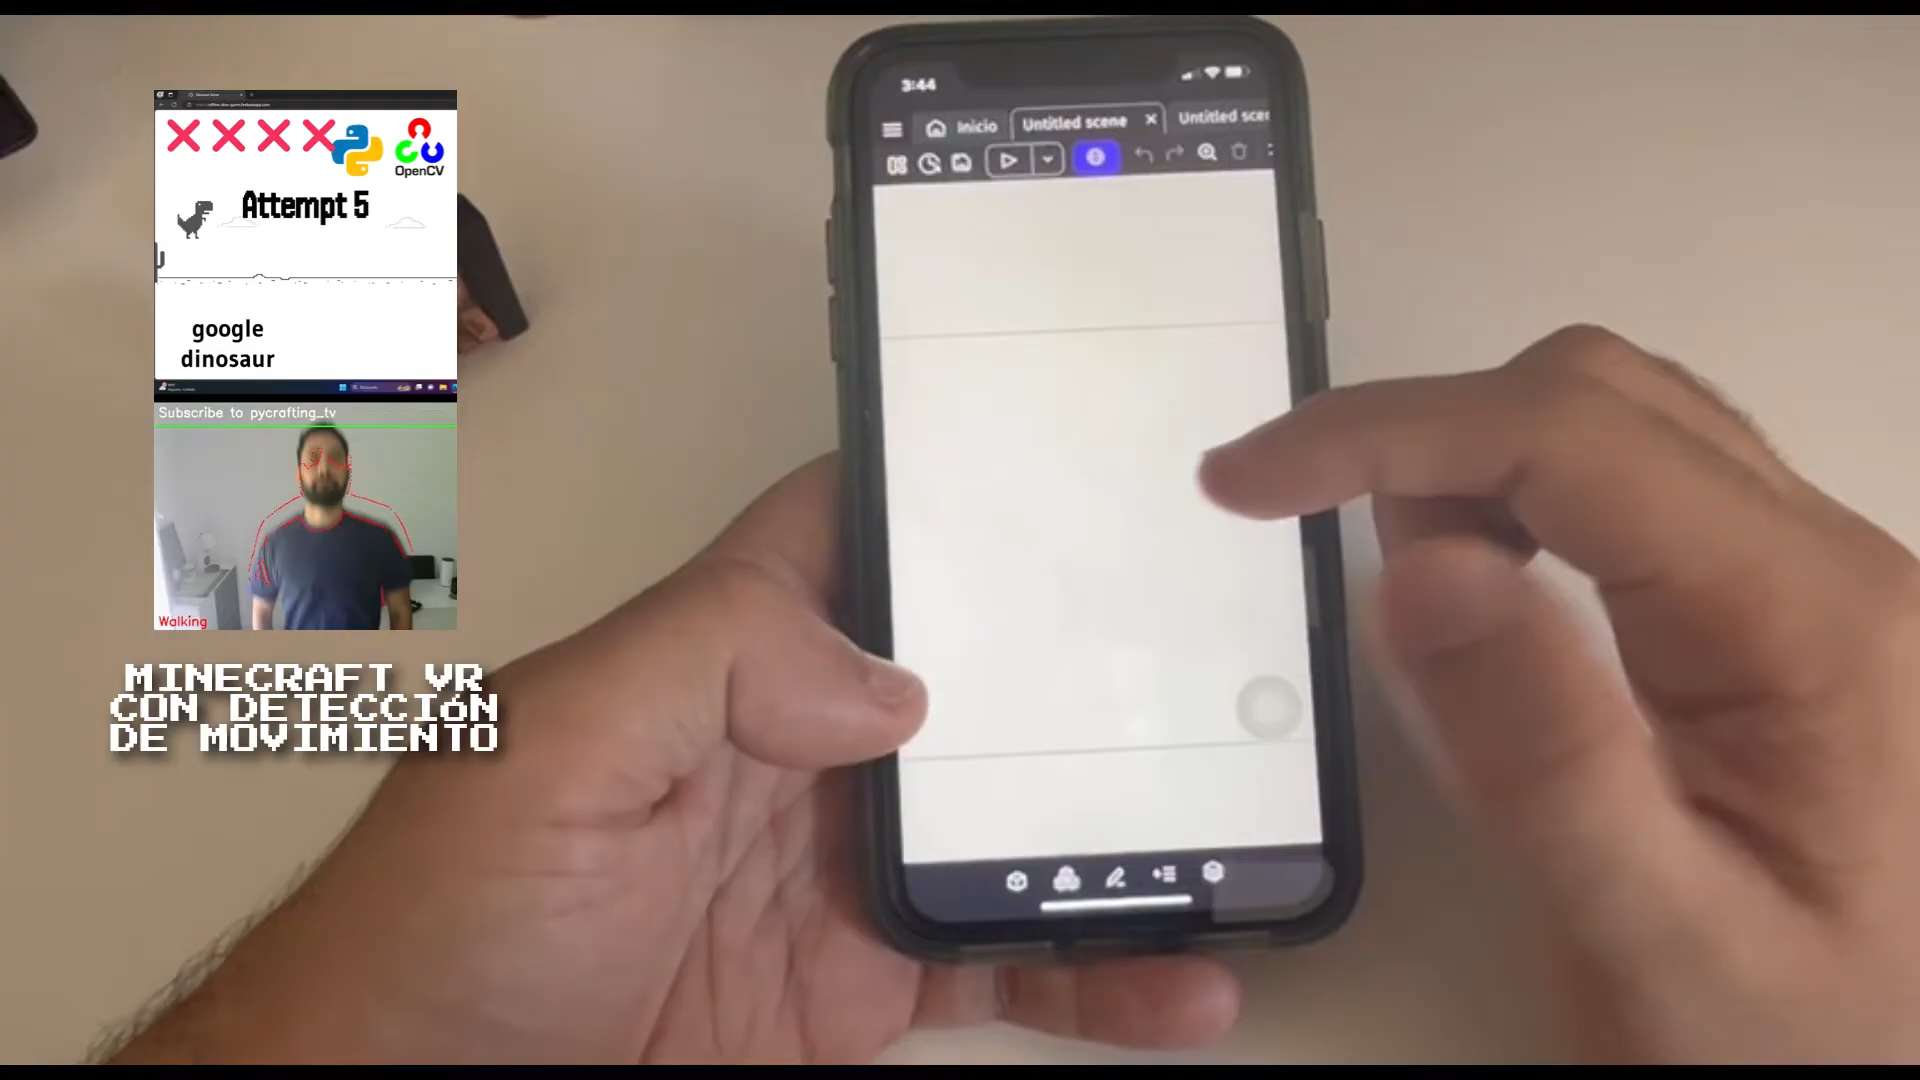 OpenCV
Attempt 5
google
dinosaur
Subscribe to pycrafting_tv
Walking
MINECRAFT VR
CON DETECCIóN
DE MOVIMIENTO
3:44
Inicio
Untitled scene
Untitled scen